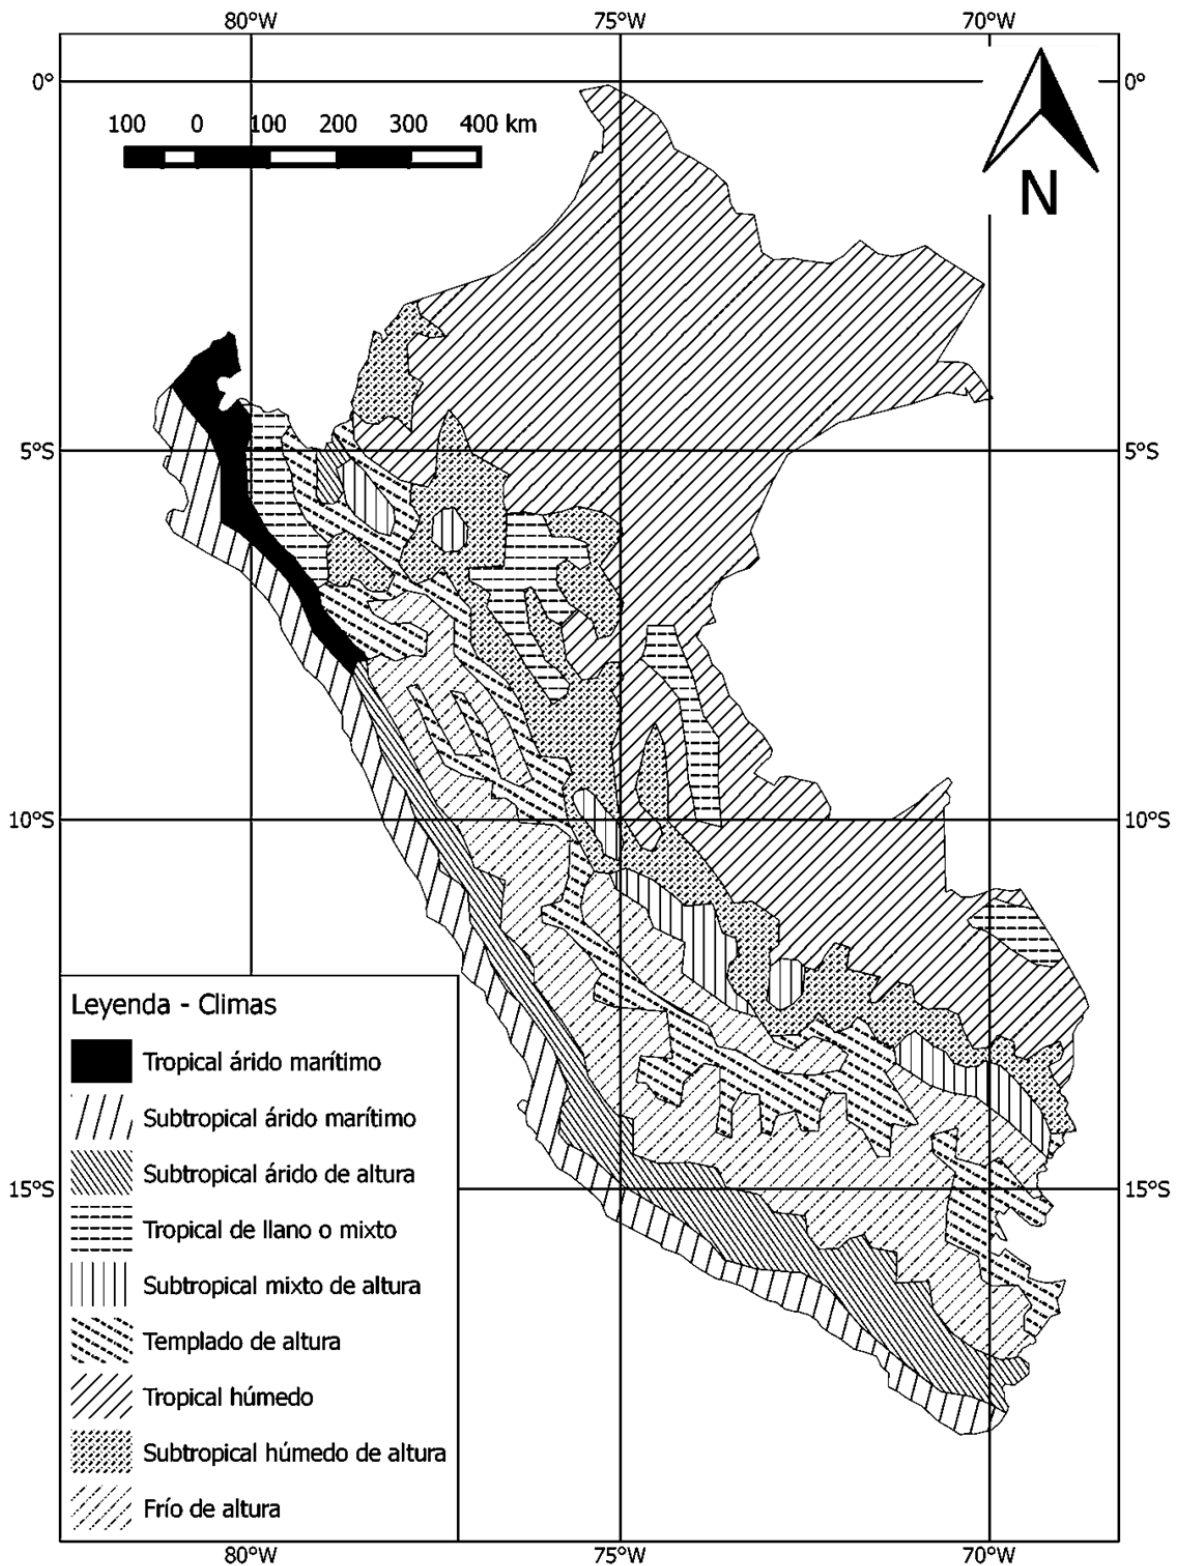 80°W 75°W 70°W
0° 0°
100 0 100 200 300 400 km
N
5°S 5°S
10°S 10°S
Leyenda - Climas
Tropical árido marítimo
Subtropical árido marítimo
Subtropical árido de altura
15°S 15°S
Tropical de llano o mixto
Subtropical mixto de altura
Templado de altura
Tropical húmedo
Subtropical húmedo de altura
Frío de altura
80°W 75°W 70°W